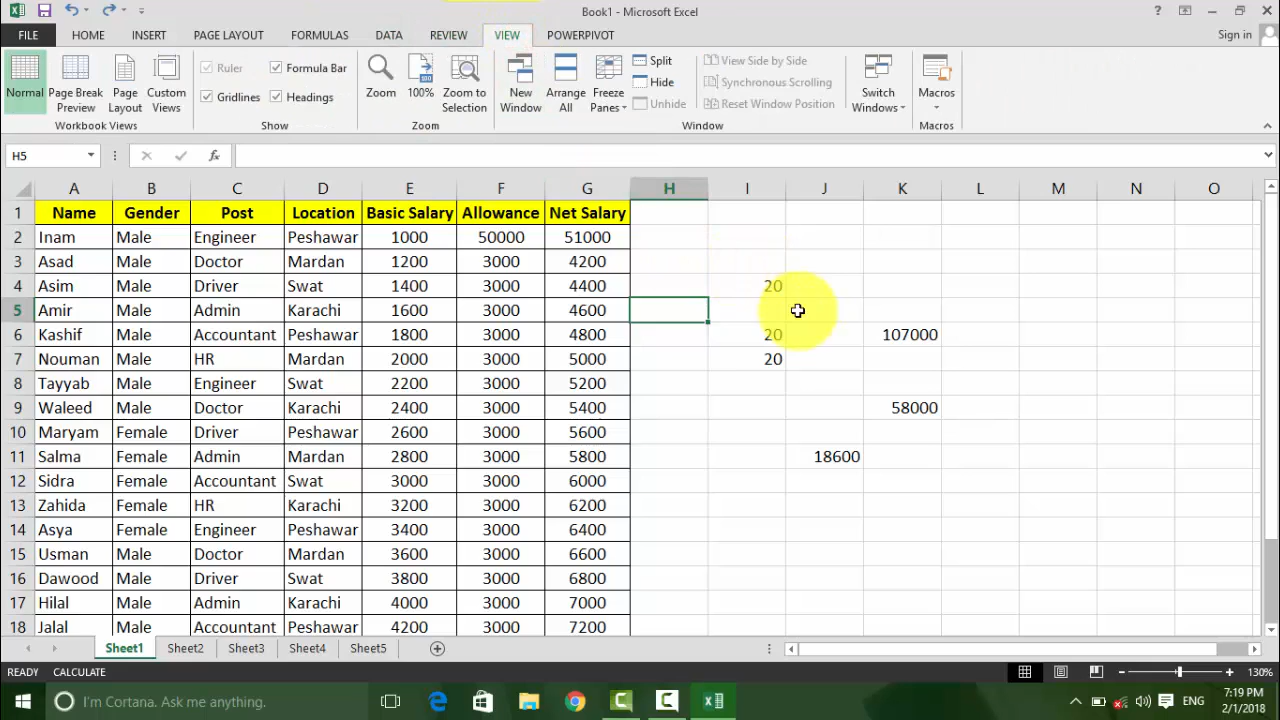 Book1 - Microsoft Excel
?
FILE HOME INSERT PAGE LAYOUT FORMULAS DATA REVIEW VIEW POWERPIVOT Sign in
Normal
Page Break Preview
Page Layout
Custom Views
Workbook Views
Ruler
Formula Bar
Gridlines
Headings
Show
Zoom
100%
Zoom to Selection
Zoom
New Window
Arrange All
Freeze Panes
Split
Hide
Unhide
View Side by Side
Synchronous Scrolling
Reset Window Position
Window
Switch Windows
Macros
Macros
H5 fx
A B C D E F G H I J K L M N O
1 Name Gender Post Location Basic Salary Allowance Net Salary
2 Inam Male Engineer Peshawar 1000 50000 51000
3 Asad Male Doctor Mardan 1200 3000 4200
4 Asim Male Driver Swat 1400 3000 4400 20
5 Amir Male Admin Karachi 1600 3000 4600
6 Kashif Male Accountant Peshawar 1800 3000 4800 20 107000
7 Nouman Male HR Mardan 2000 3000 5000 20
8 Tayyab Male Engineer Swat 2200 3000 5200
9 Waleed Male Doctor Karachi 2400 3000 5400 58000
10 Maryam Female Driver Peshawar 2600 3000 5600
11 Salma Female Admin Mardan 2800 3000 5800 18600
12 Sidra Female Accountant Swat 3000 3000 6000
13 Zahida Female HR Karachi 3200 3000 6200
14 Asya Female Engineer Peshawar 3400 3000 6400
15 Usman Male Doctor Mardan 3600 3000 6600
16 Dawood Male Driver Swat 3800 3000 6800
17 Hilal Male Admin Karachi 4000 3000 7000
18 Jalal Male Accountant Peshawar 4200 3000 7200
Sheet1 Sheet2 Sheet3 Sheet4 Sheet5
READY CALCULATE 130%
I'm Cortana. Ask me anything. ENG 7:19 PM
2/1/2018